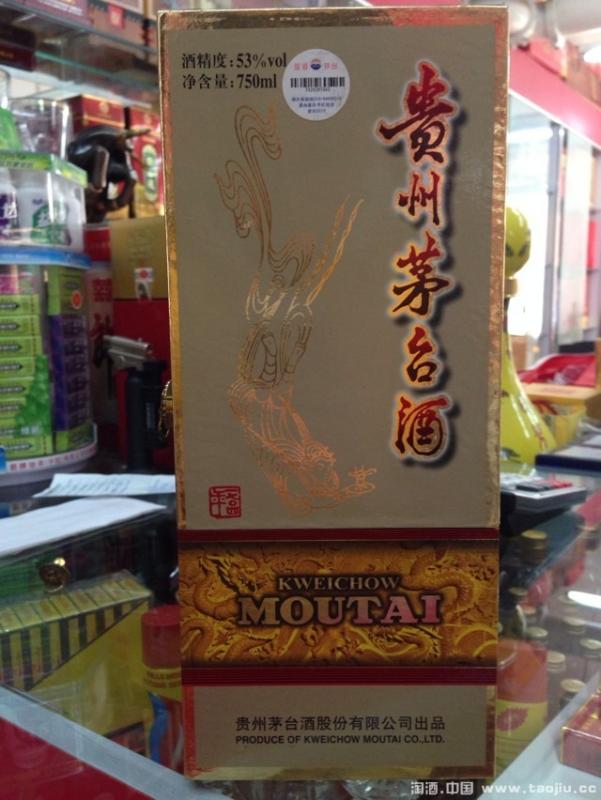 酒精度:53%vol
净含量:750ml
贵州茅台酒
KWEICHOW
MOUTAI
贵州茅台酒股份有限公司出品
PRODUCE OF KWEICHOW MOUTAI CO.,LTD.
淘酒.中国 www.taojiu.cc